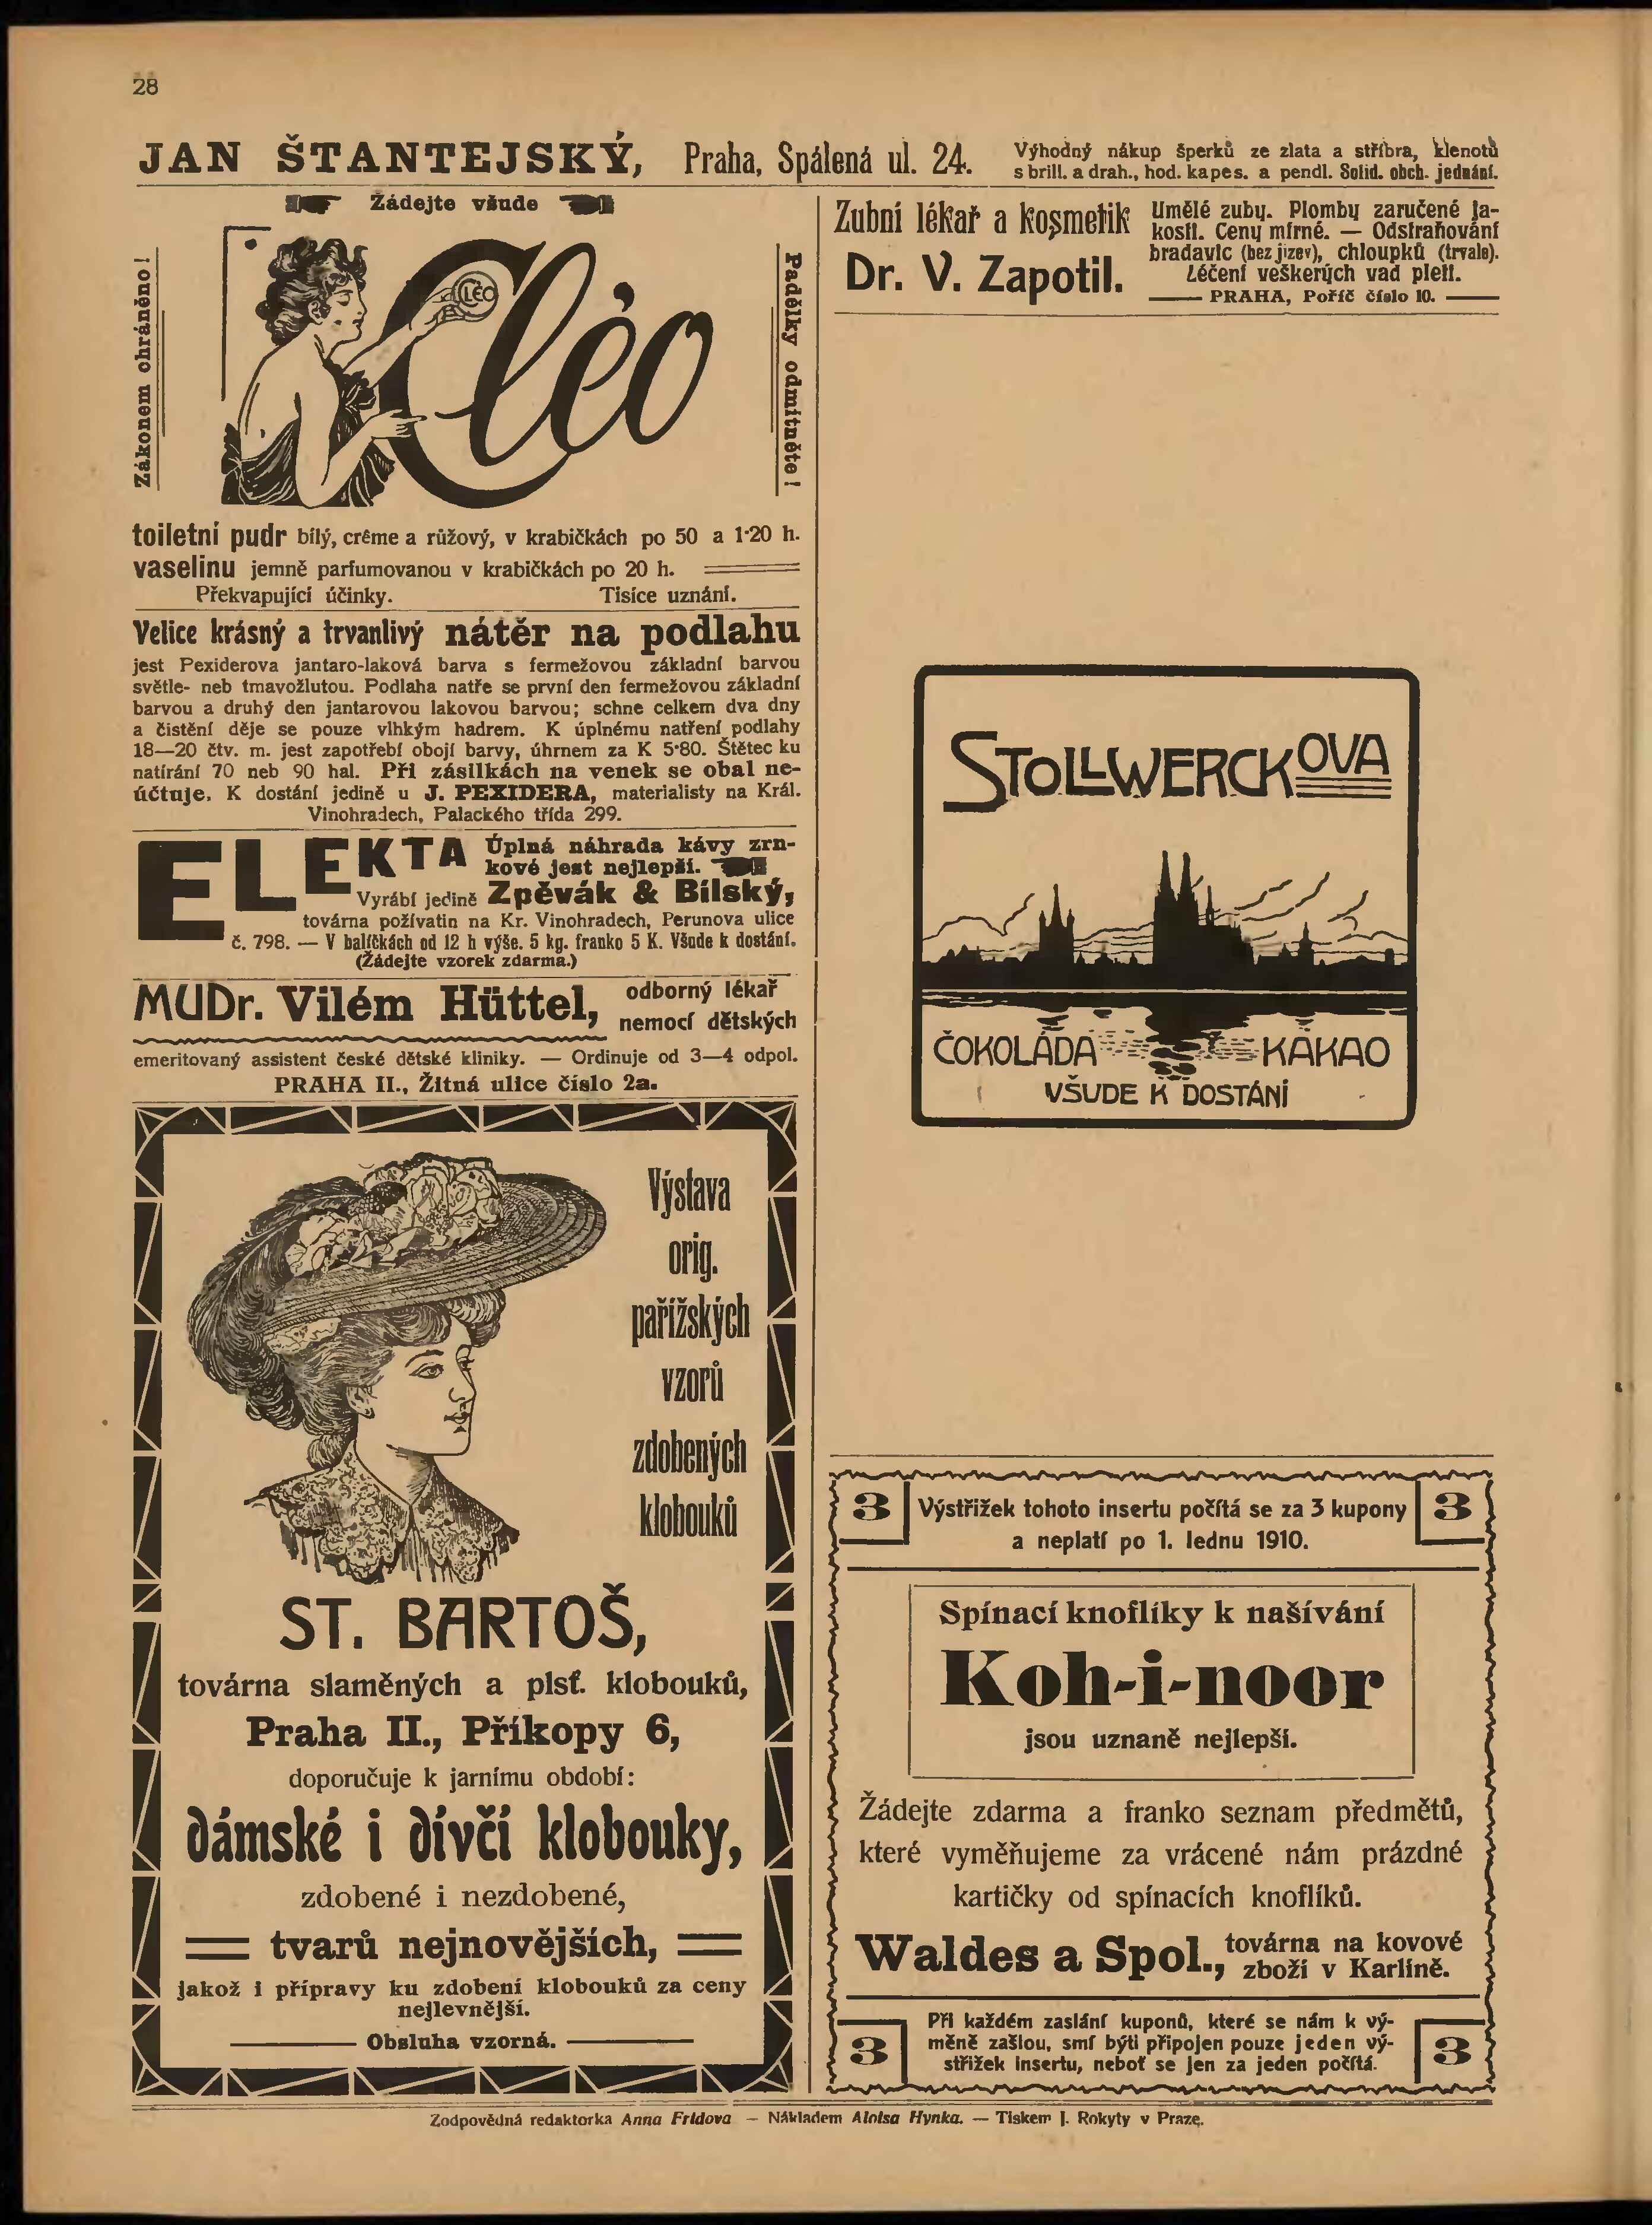 28
JAN ŠTANTEJSKÝ, Praha, Spálená ul. 24.
Výhodný nákup šperků ze zlata a stříbra, klenotů
s brill. a drah., hod. kapes. a pendl. Solid. obch. jednání.
Žádejte všude
Zákonem chráněno!
Cléo
LÉO
Padělky odmítněte!
toiletní pudr bílý, crême a růžový, v krabičkách po 50 a 1·20 h.
vaselinu jemně parfumovanou v krabičkách po 20 h.
Překvapující účinky. Tisíce uznání.
Velice krásný a trvanlivý nátěr na podlahu
jest Pexiderova jantaro-laková barva s fermežovou základní barvou
světle- neb tmavožlutou. Podlaha natře se první den fermežovou základní
barvou a druhý den jantarovou lakovou barvou; schne celkem dva dny
a čistění děje se pouze vlhkým hadrem. K úplnému natření podlahy
18—20 čtv. m. jest zapotřebí obojí barvy, úhrnem za K 5·80. Štětec ku
natírání 70 neb 90 hal. Při zásilkách na venek se obal ne-
účtuje. K dostání jedině u J. PEXIDERA, materialisty na Král.
Vinohradech, Palackého třída 299.
ELEKTA Úplná náhrada kávy zrn-
kové jest nejlepší.
Vyrábí jedině Zpěvák & Bílský,
továrna požívatin na Kr. Vinohradech, Perunova ulice
č. 798. — V balíčkách od 12 h výše. 5 kg. franko 5 K. Všude k dostání.
(Žádejte vzorek zdarma.)
MUDr. Vilém Hüttel, odborný lékař
nemocí dětských
emeritovaný assistent české dětské kliniky. — Ordinuje od 3—4 odpol.
PRAHA II., Žitná ulice číslo 2a.
Výstava
orig.
pařížských
vzorů
zdobených
klobouků
ST. BARTOŠ,
továrna slaměných a plsť. klobouků,
Praha II., Příkopy 6,
doporučuje k jarnímu období:
dámské i dívčí klobouky,
zdobené i nezdobené,
tvarů nejnovějších,
jakož i přípravy ku zdobení klobouků za ceny
nejlevnější.
Obsluha vzorná.
Zubní lékař a kosmetik
Dr. V. Zapotil.
Umělé zuby. Plomby zaručené ja-
kosti. Ceny mírné. — Odstraňování
bradavic (bez jizev), chloupků (trvale).
Léčení veškerých vad pleti.
PRAHA, Poříč číslo 10.
STOLLWERCKOVA
ČOKOLÁDA KAKAO
VŠUDE K DOSTÁNÍ
3 Výstřižek tohoto insertu počítá se za 3 kupony 3
a neplatí po 1. lednu 1910.
Spínací knoflíky k našívání
Koh-i-noor
jsou uznaně nejlepší.
Žádejte zdarma a franko seznam předmětů,
které vyměňujeme za vrácené nám prázdné
kartičky od spínacích knoflíků.
Waldes a Spol., továrna na kovové
zboží v Karlíně.
Při každém zaslání kuponů, které se nám k vý-
3 měně zašlou, smí býti připojen pouze jeden vý- 3
střižek insertu, neboť se jen za jeden počítá.
Zodpovědná redaktorka Anna Frídova — Nákladem Aloisa Hynka. — Tiskem J. Rokyty v Praze.